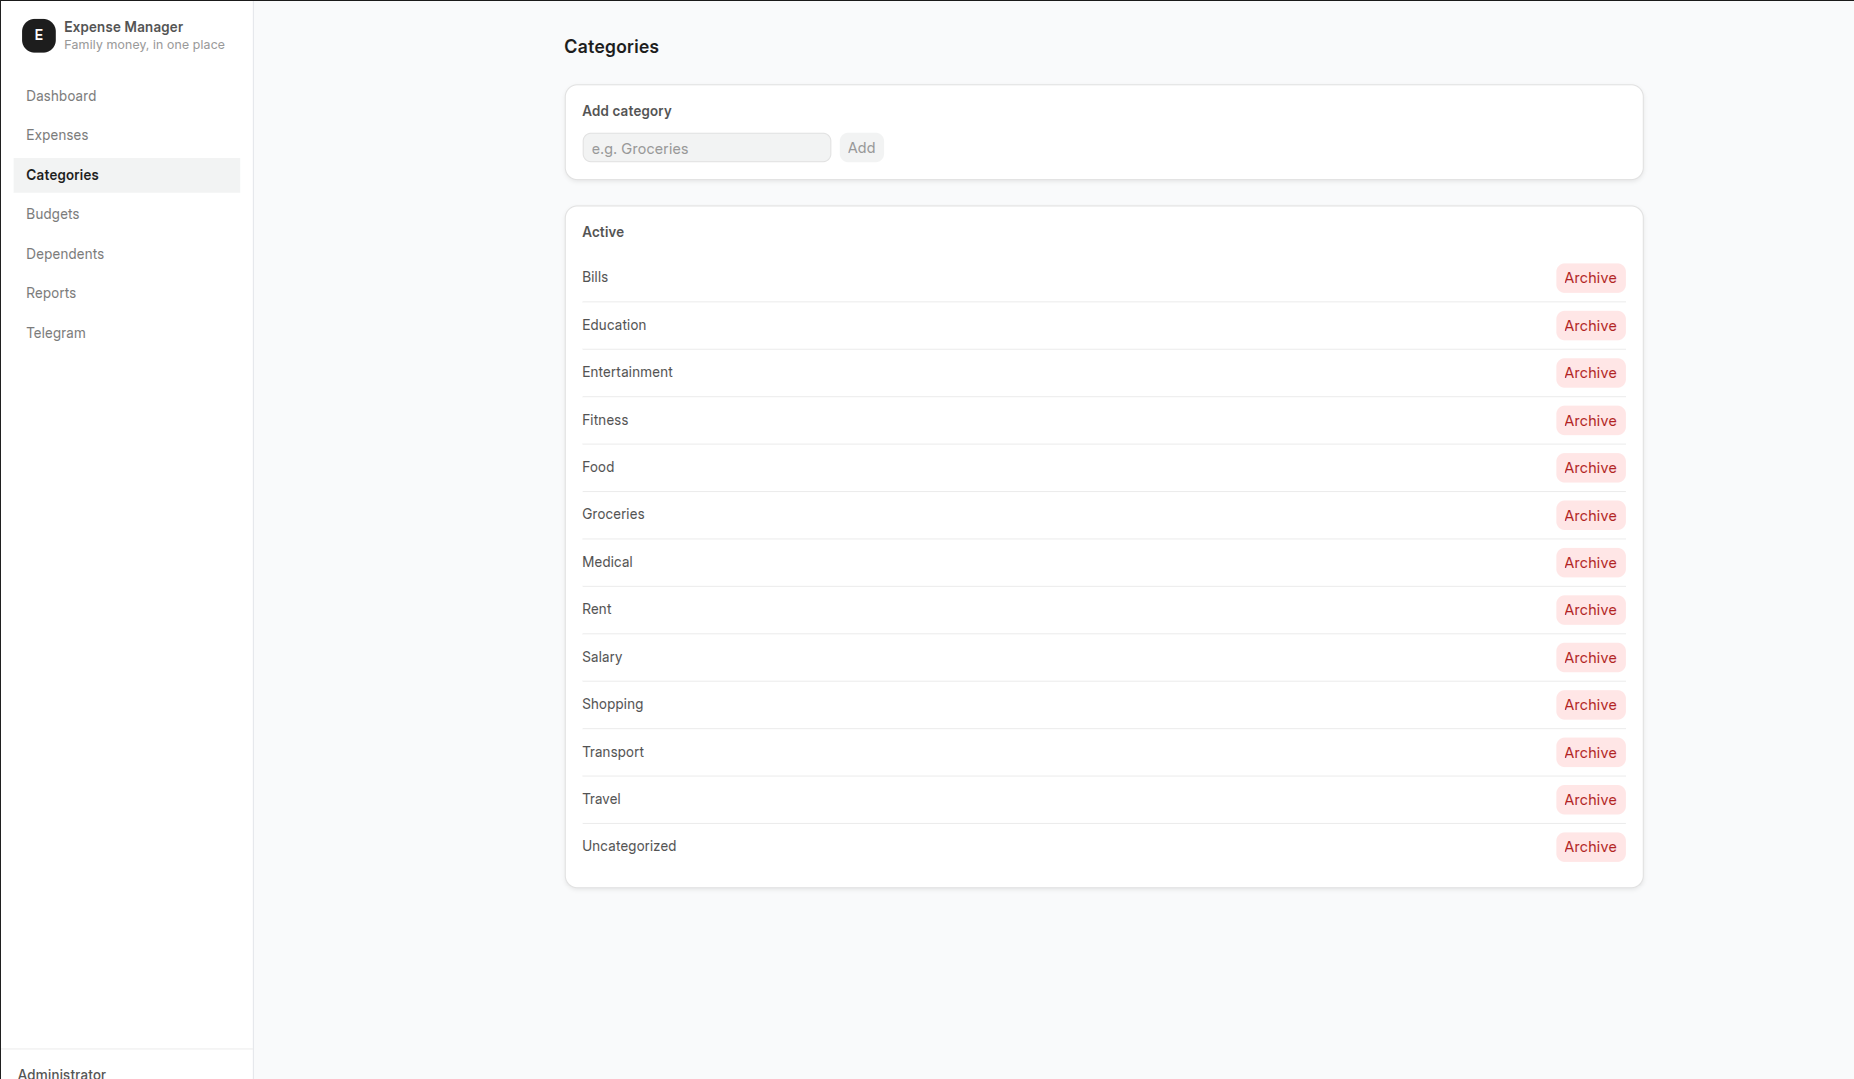 E
Expense Manager
Family money, in one place
Dashboard
Expenses
Categories
Budgets
Dependents
Reports
Telegram
Administrator
Categories
Add category
e.g. Groceries Add
Active
Bills Archive
Education Archive
Entertainment Archive
Fitness Archive
Food Archive
Groceries Archive
Medical Archive
Rent Archive
Salary Archive
Shopping Archive
Transport Archive
Travel Archive
Uncategorized Archive